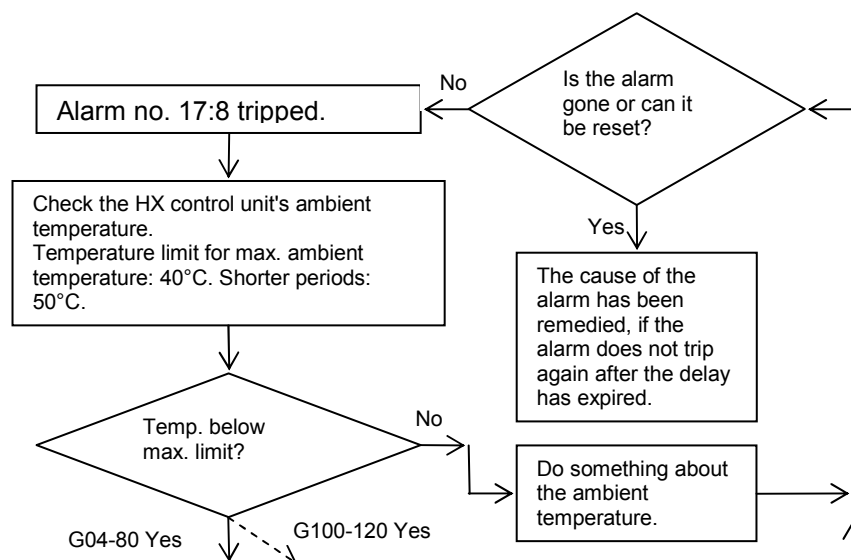 No
Is the alarm
gone or can it
be reset?
Alarm no. 17:8 tripped.
Check the HX control unit's ambient
temperature.
Temperature limit for max. ambient
temperature: 40°C. Shorter periods:
50°C.
Yes
The cause of the
alarm has been
remedied, if the
alarm does not trip
again after the delay
has expired.
Temp. below
max. limit?
No
Do something about
the ambient
temperature.
G04-80 Yes
G100-120 Yes